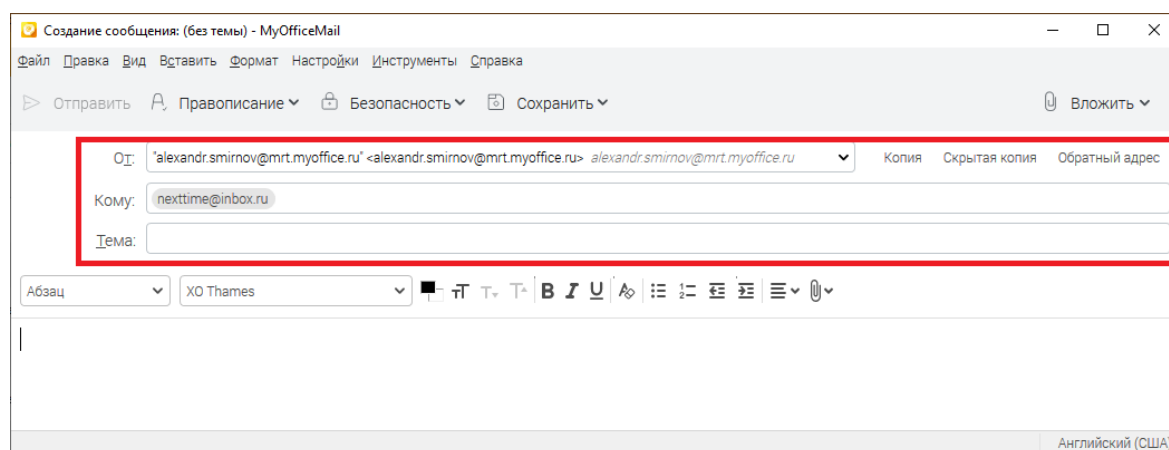 Создание сообщения: (без темы) - MyOfficeMail
Файл Правка Вид Вставить Формат Настройки Инструменты Справка
Отправить Правописание Безопасность Сохранить Вложить
От: "alexandr.smirnov@mrt.myoffice.ru" <alexandr.smirnov@mrt.myoffice.ru> alexandr.smirnov@mrt.myoffice.ru Копия Скрытая копия Обратный адрес
Кому: nexttime@inbox.ru
Тема:
Абзац XO Thames
Английский (США)